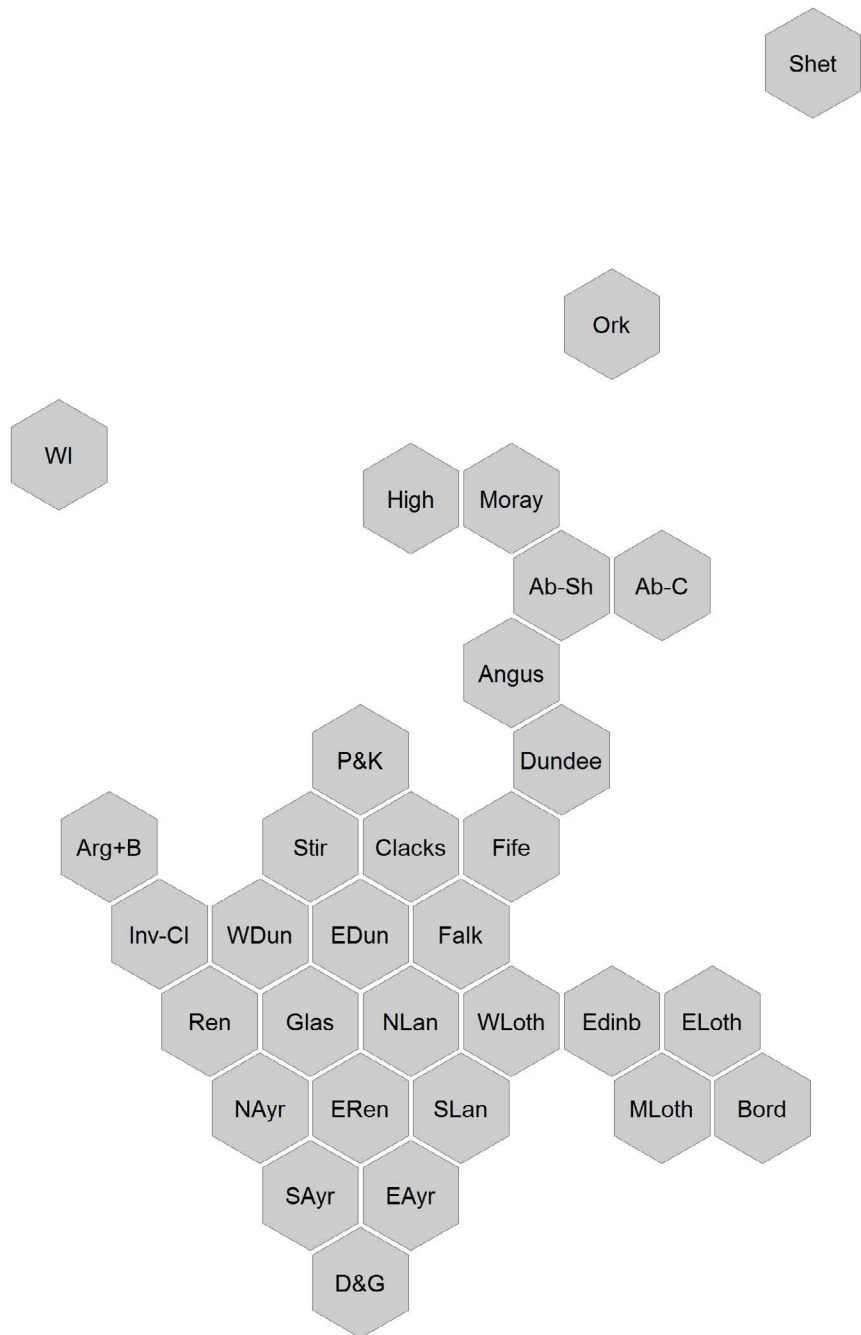 Shet
Ork
WI
High Moray
Ab-Sh Ab-C
Angus
P&K Dundee
Arg+B Stir Clacks Fife
Inv-Cl WDun EDun Falk
Ren Glas NLan WLoth Edinb ELoth
NAyr ERen SLan MLoth Bord
SAyr EAyr
D&G